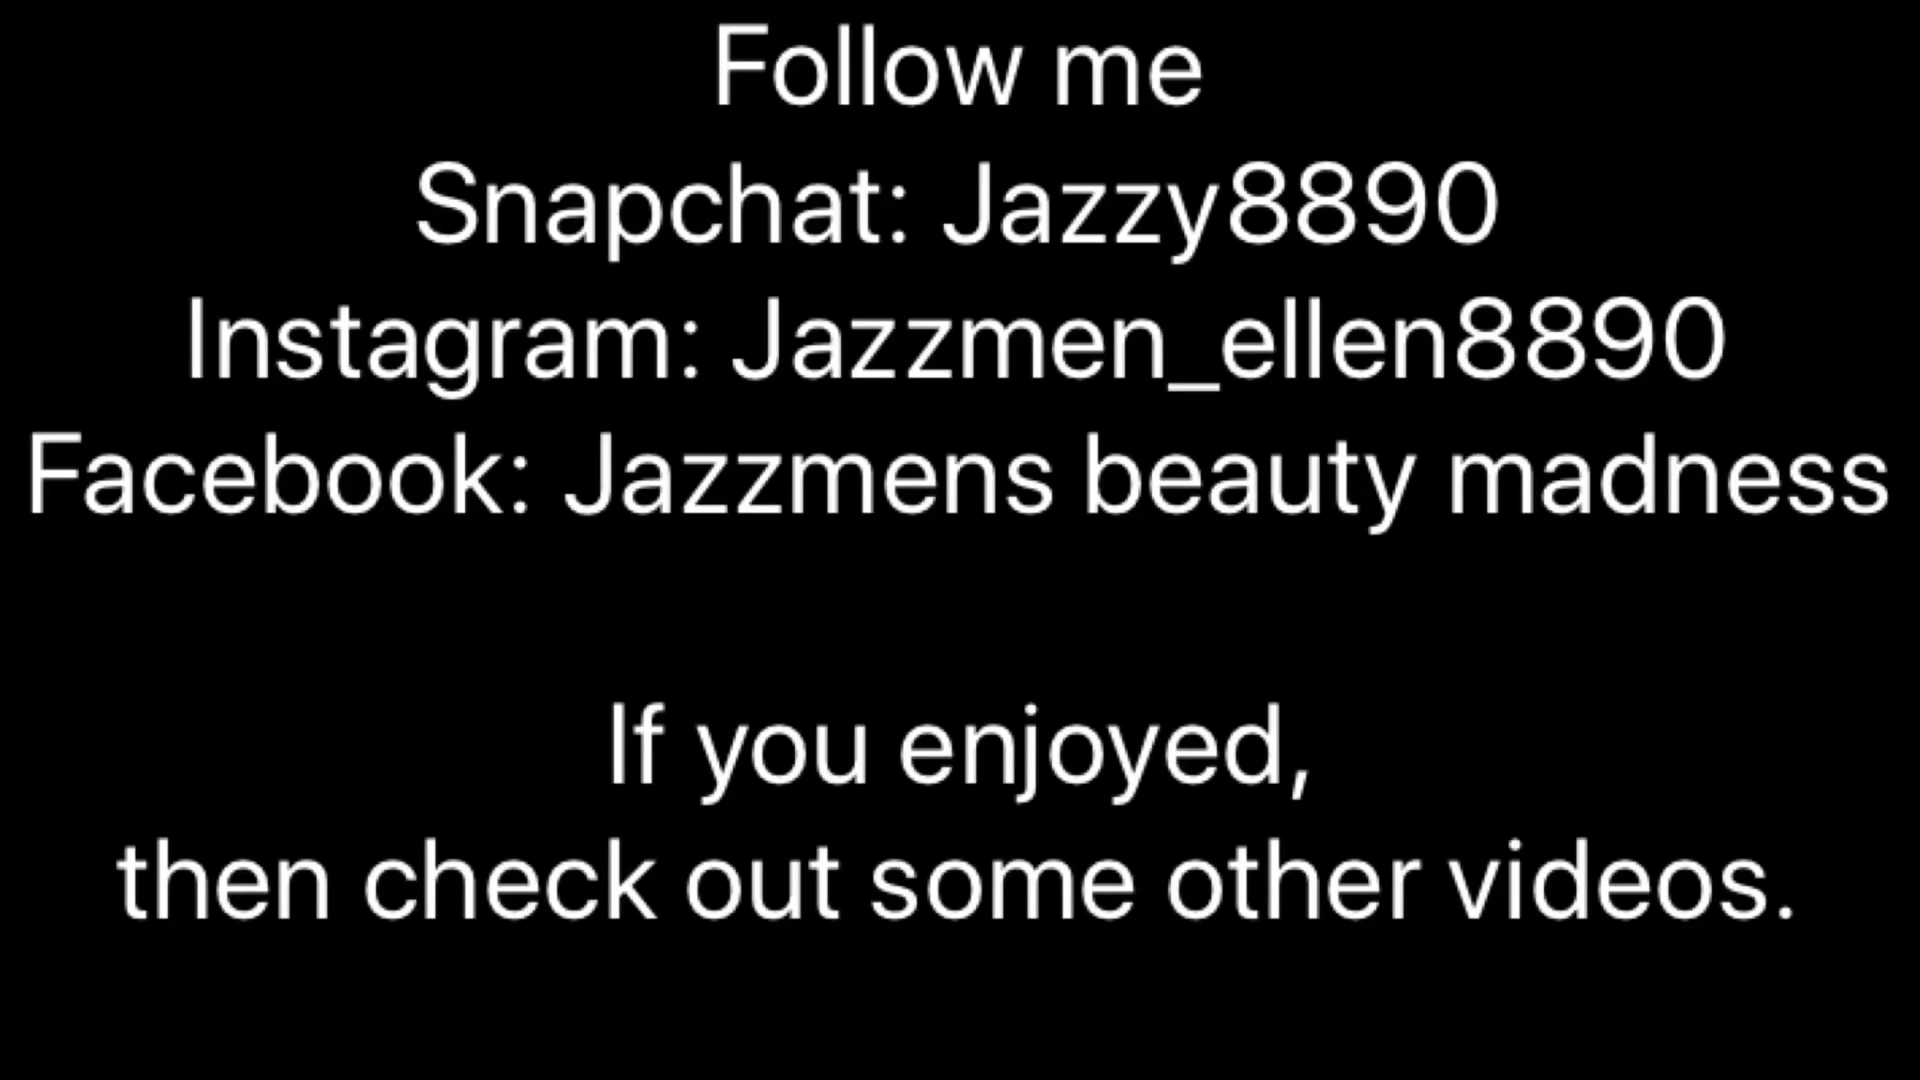 Follow me
Snapchat: Jazzy8890
Instagram: Jazzmen_ellen8890
Facebook: Jazzmens beauty madness
If you enjoyed,
then check out some other videos.